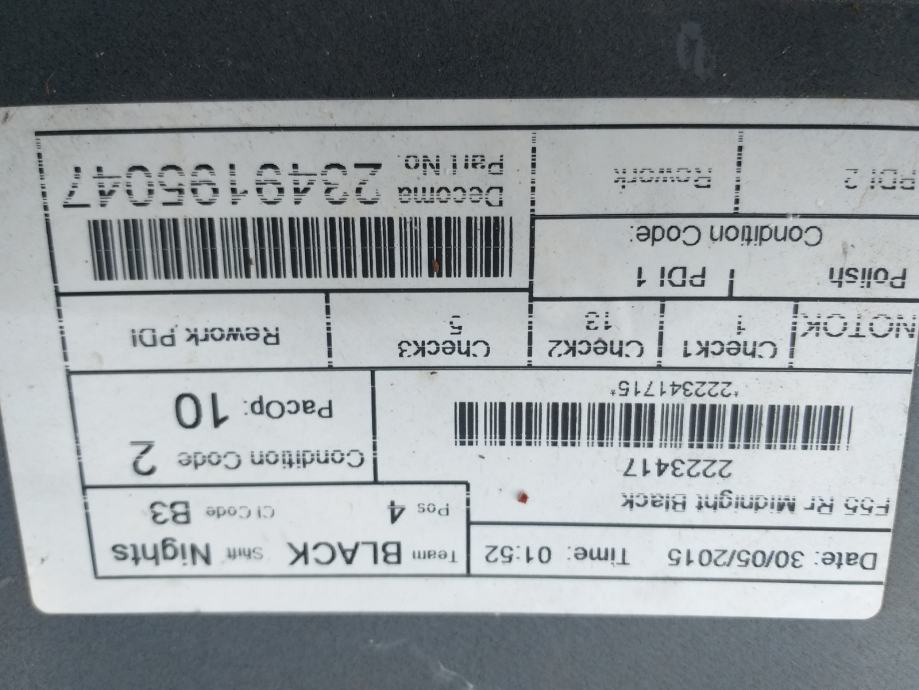 Date: 30/05/2015 Time: 01:52
Team BLACK Shift Nights
F55 Rr Midnight Black
Pos 4 Cl Code B3
2223417
Condition Code 2
*222341715*
PacOp: 10
NOTOK
Check1 1
Check2 13
Check3 5
Rework PDI
Polish
PDI 1
Condition Code:
PDI 2
Rework
Decoma Part No. 2349195047